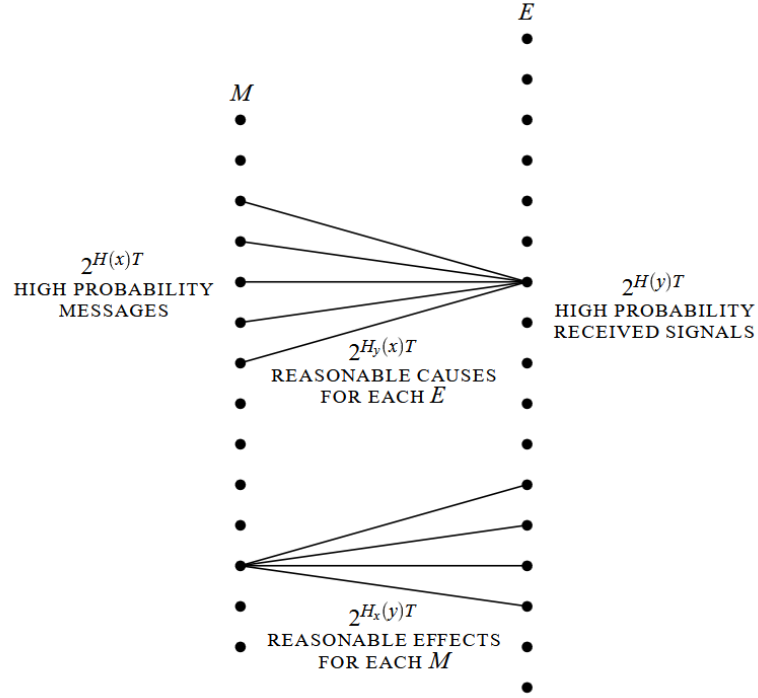 E
M
2^{H(x)T}
HIGH PROBABILITY
MESSAGES
2^{H(y)T}
HIGH PROBABILITY
RECEIVED SIGNALS
2^{H_y(x)T}
REASONABLE CAUSES
FOR EACH E
2^{H_x(y)T}
REASONABLE EFFECTS
FOR EACH M